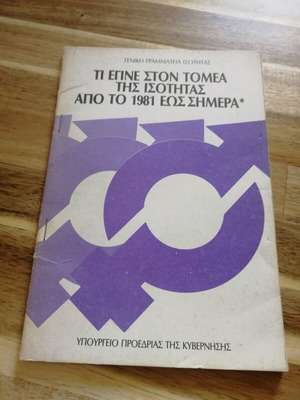 ΓΕΝΙΚΗ ΓΡΑΜΜΑΤΕΙΑ ΙΣΟΤΗΤΑΣ
ΤΙ ΕΓΙΝΕ ΣΤΟΝ ΤΟΜΕΑ
ΤΗΣ ΙΣΟΤΗΤΑΣ
ΑΠΟ ΤΟ 1981 ΕΩΣ ΣΗΜΕΡΑ*
ΥΠΟΥΡΓΕΙΟ ΠΡΟΕΔΡΙΑΣ ΤΗΣ ΚΥΒΕΡΝΗΣΗΣ